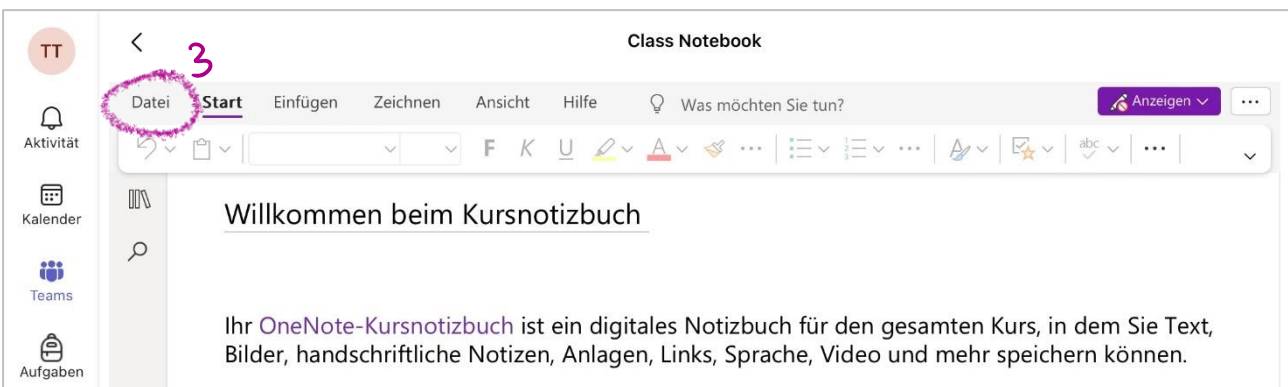 TT
Class Notebook
3
Datei Start Einfügen Zeichnen Ansicht Hilfe Was möchten Sie tun? Anzeigen
Aktivität
F K U A abc
Kalender
Willkommen beim Kursnotizbuch
Teams
Ihr OneNote-Kursnotizbuch ist ein digitales Notizbuch für den gesamten Kurs, in dem Sie Text,
Bilder, handschriftliche Notizen, Anlagen, Links, Sprache, Video und mehr speichern können.
Aufgaben